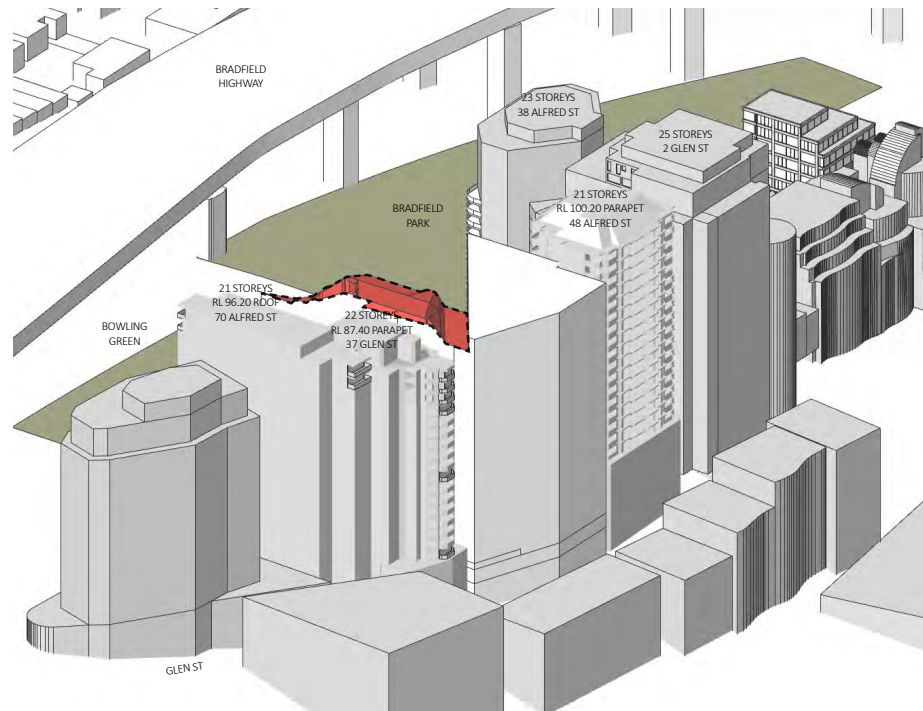 BRADFIELD
HIGHWAY
23 STOREYS
38 ALFRED ST
25 STOREYS
2 GLEN ST
21 STOREYS
RL 100.20 PARAPET
48 ALFRED ST
BRADFIELD
PARK
21 STOREYS
RL 96.20 ROOF
70 ALFRED ST
22 STOREYS
RL 87.40 PARAPET
37 GLEN ST
BOWLING
GREEN
GLEN ST